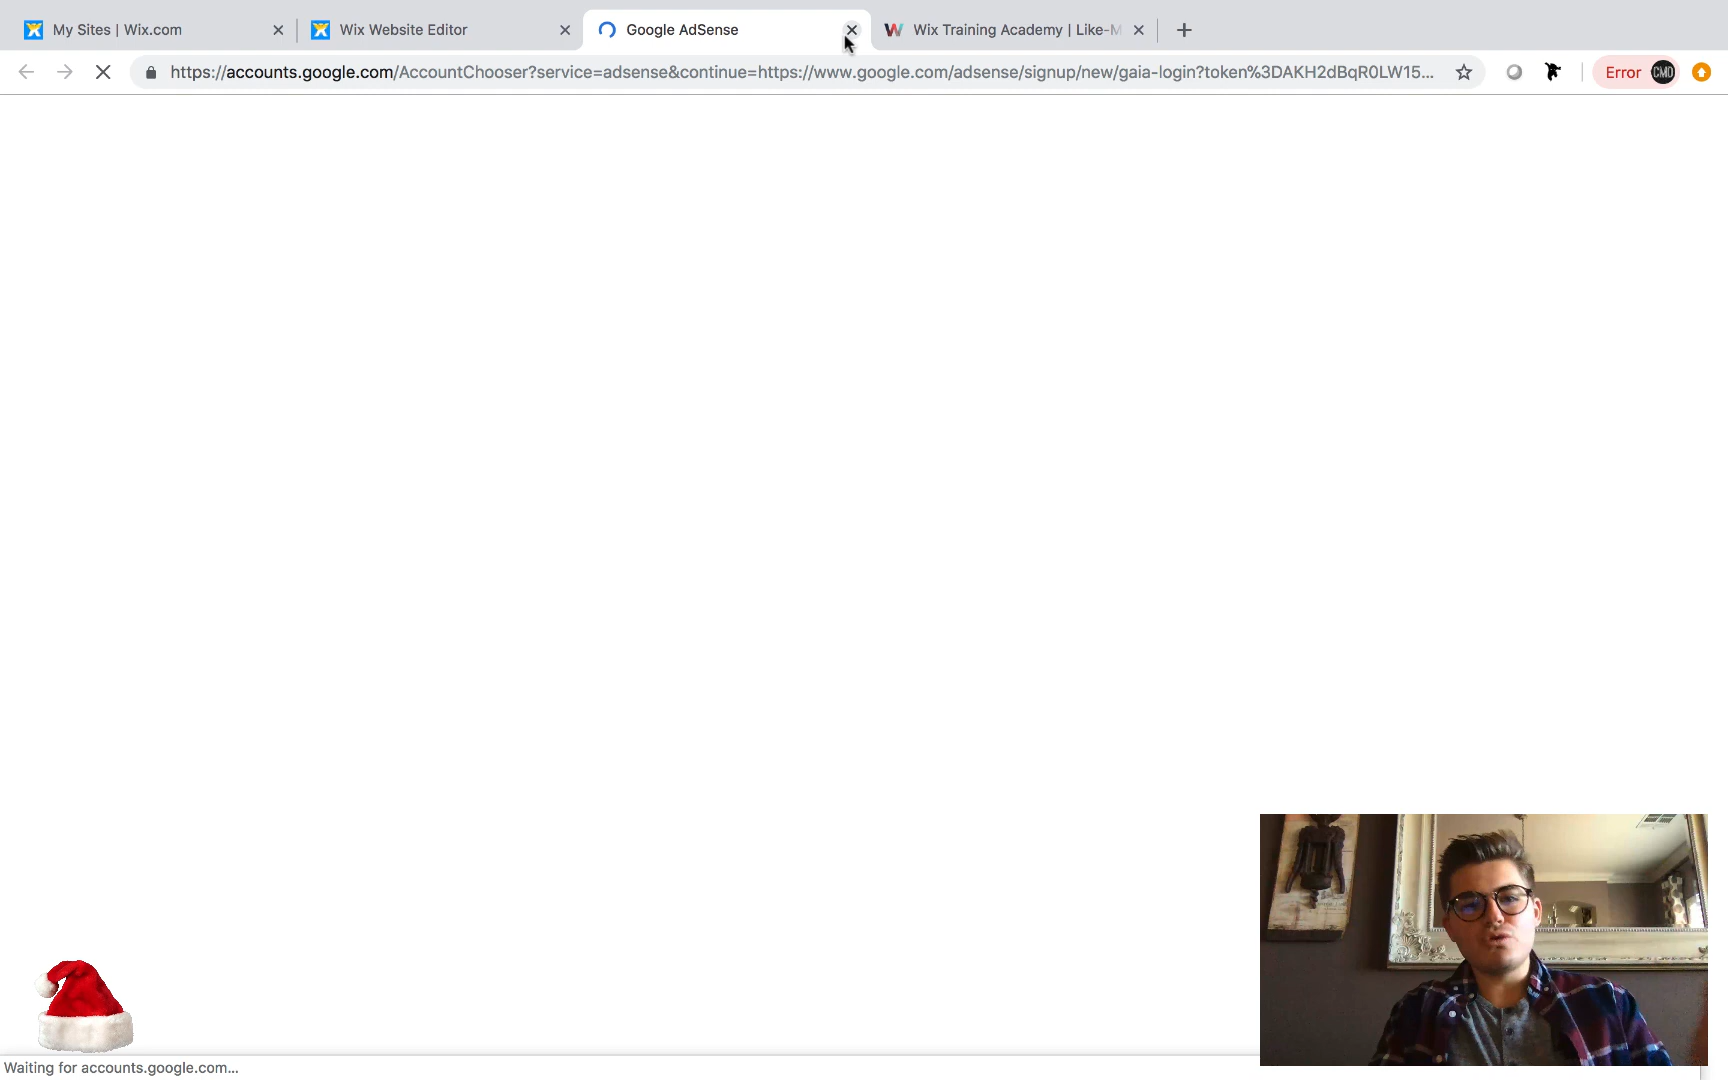 My Sites | Wix.com
Wix Website Editor
Google AdSense
Wix Training Academy | Like-M
https://accounts.google.com/AccountChooser?service=adsense&continue=https://www.google.com/adsense/signup/new/gaia-login?token%3DAKH2dBqR0LW15...
Error
CMD
Waiting for accounts.google.com...